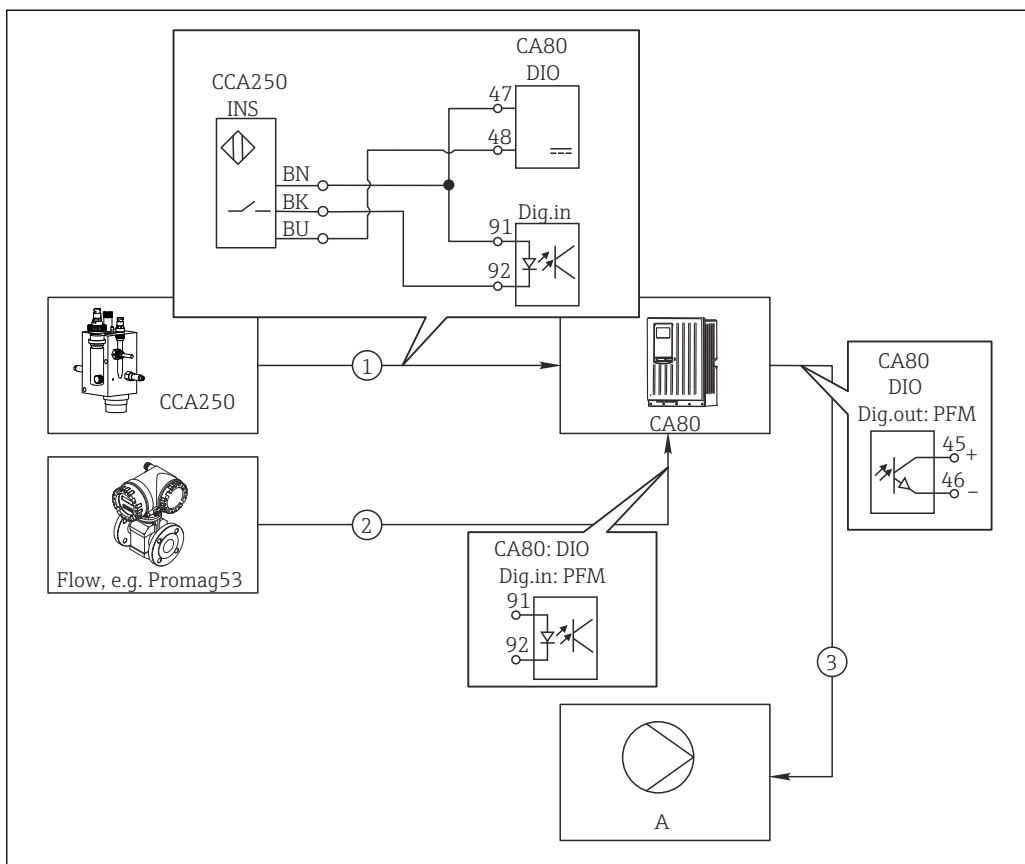 CCA250
INS
BN
BK
BU
CA80
DIO
47
48
Dig.in
91
92
CCA250
1
CA80
CA80
DIO
Dig.out: PFM
45 +
46 −
Flow, e.g. Promag53
2
CA80: DIO
Dig.in: PFM
91
92
3
A